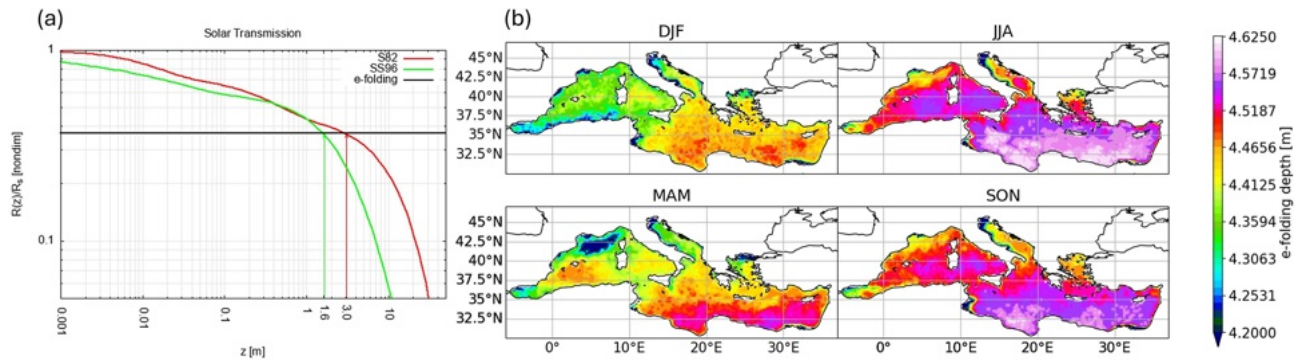 (a)
Solar Transmission
1
0.1
R(z)/Rs [nondim]
S82
SS96
e-folding
0.01
0.1
1
1.6
3.0
10
z [m]
(b)
DJF
JJA
45°N
42.5°N
40°N
37.5°N
35°N
32.5°N
MAM
SON
45°N
42.5°N
40°N
37.5°N
35°N
32.5°N
0° 10°E 20°E 30°E 0° 10°E 20°E 30°E
4.6250
4.5719
4.5187
4.4656
4.4125
4.3594
4.3063
4.2531
4.2000
e-folding depth [m]